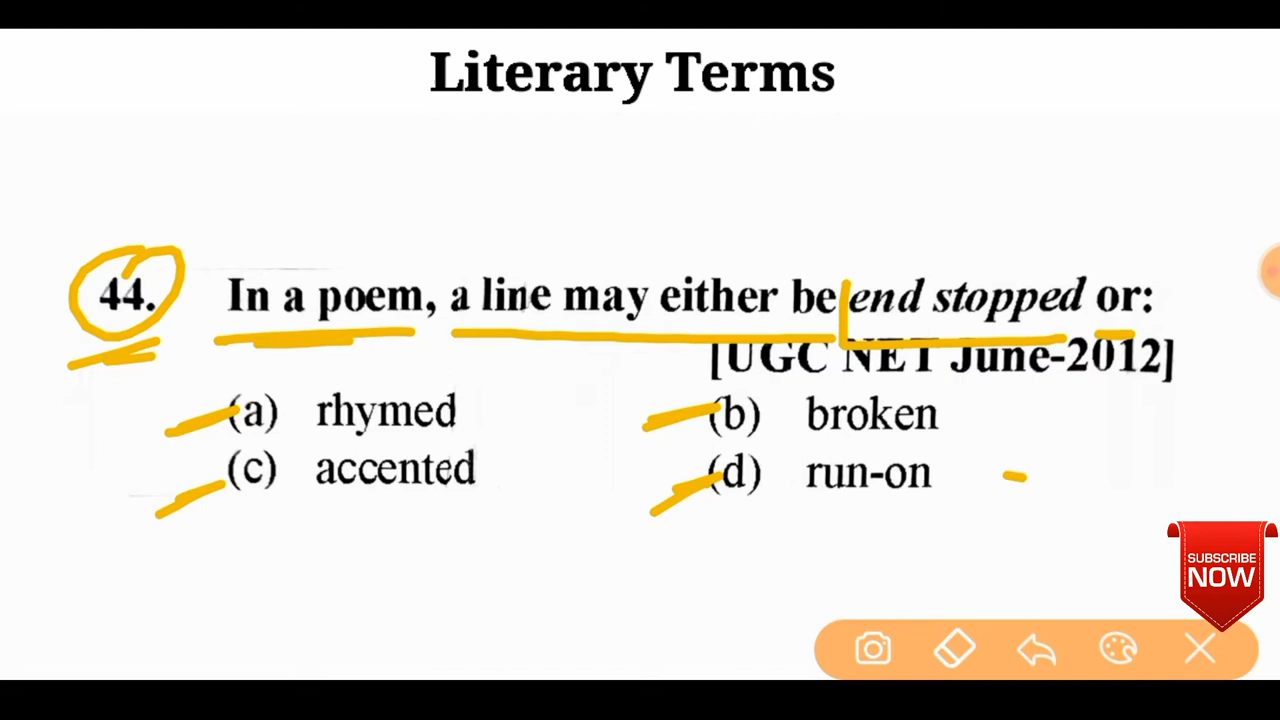 Literary Terms
44. In a poem, a line may either be end stopped or:
[UGC NET June-2012]
(a) rhymed (b) broken
(c) accented (d) run-on
SUBSCRIBE
NOW